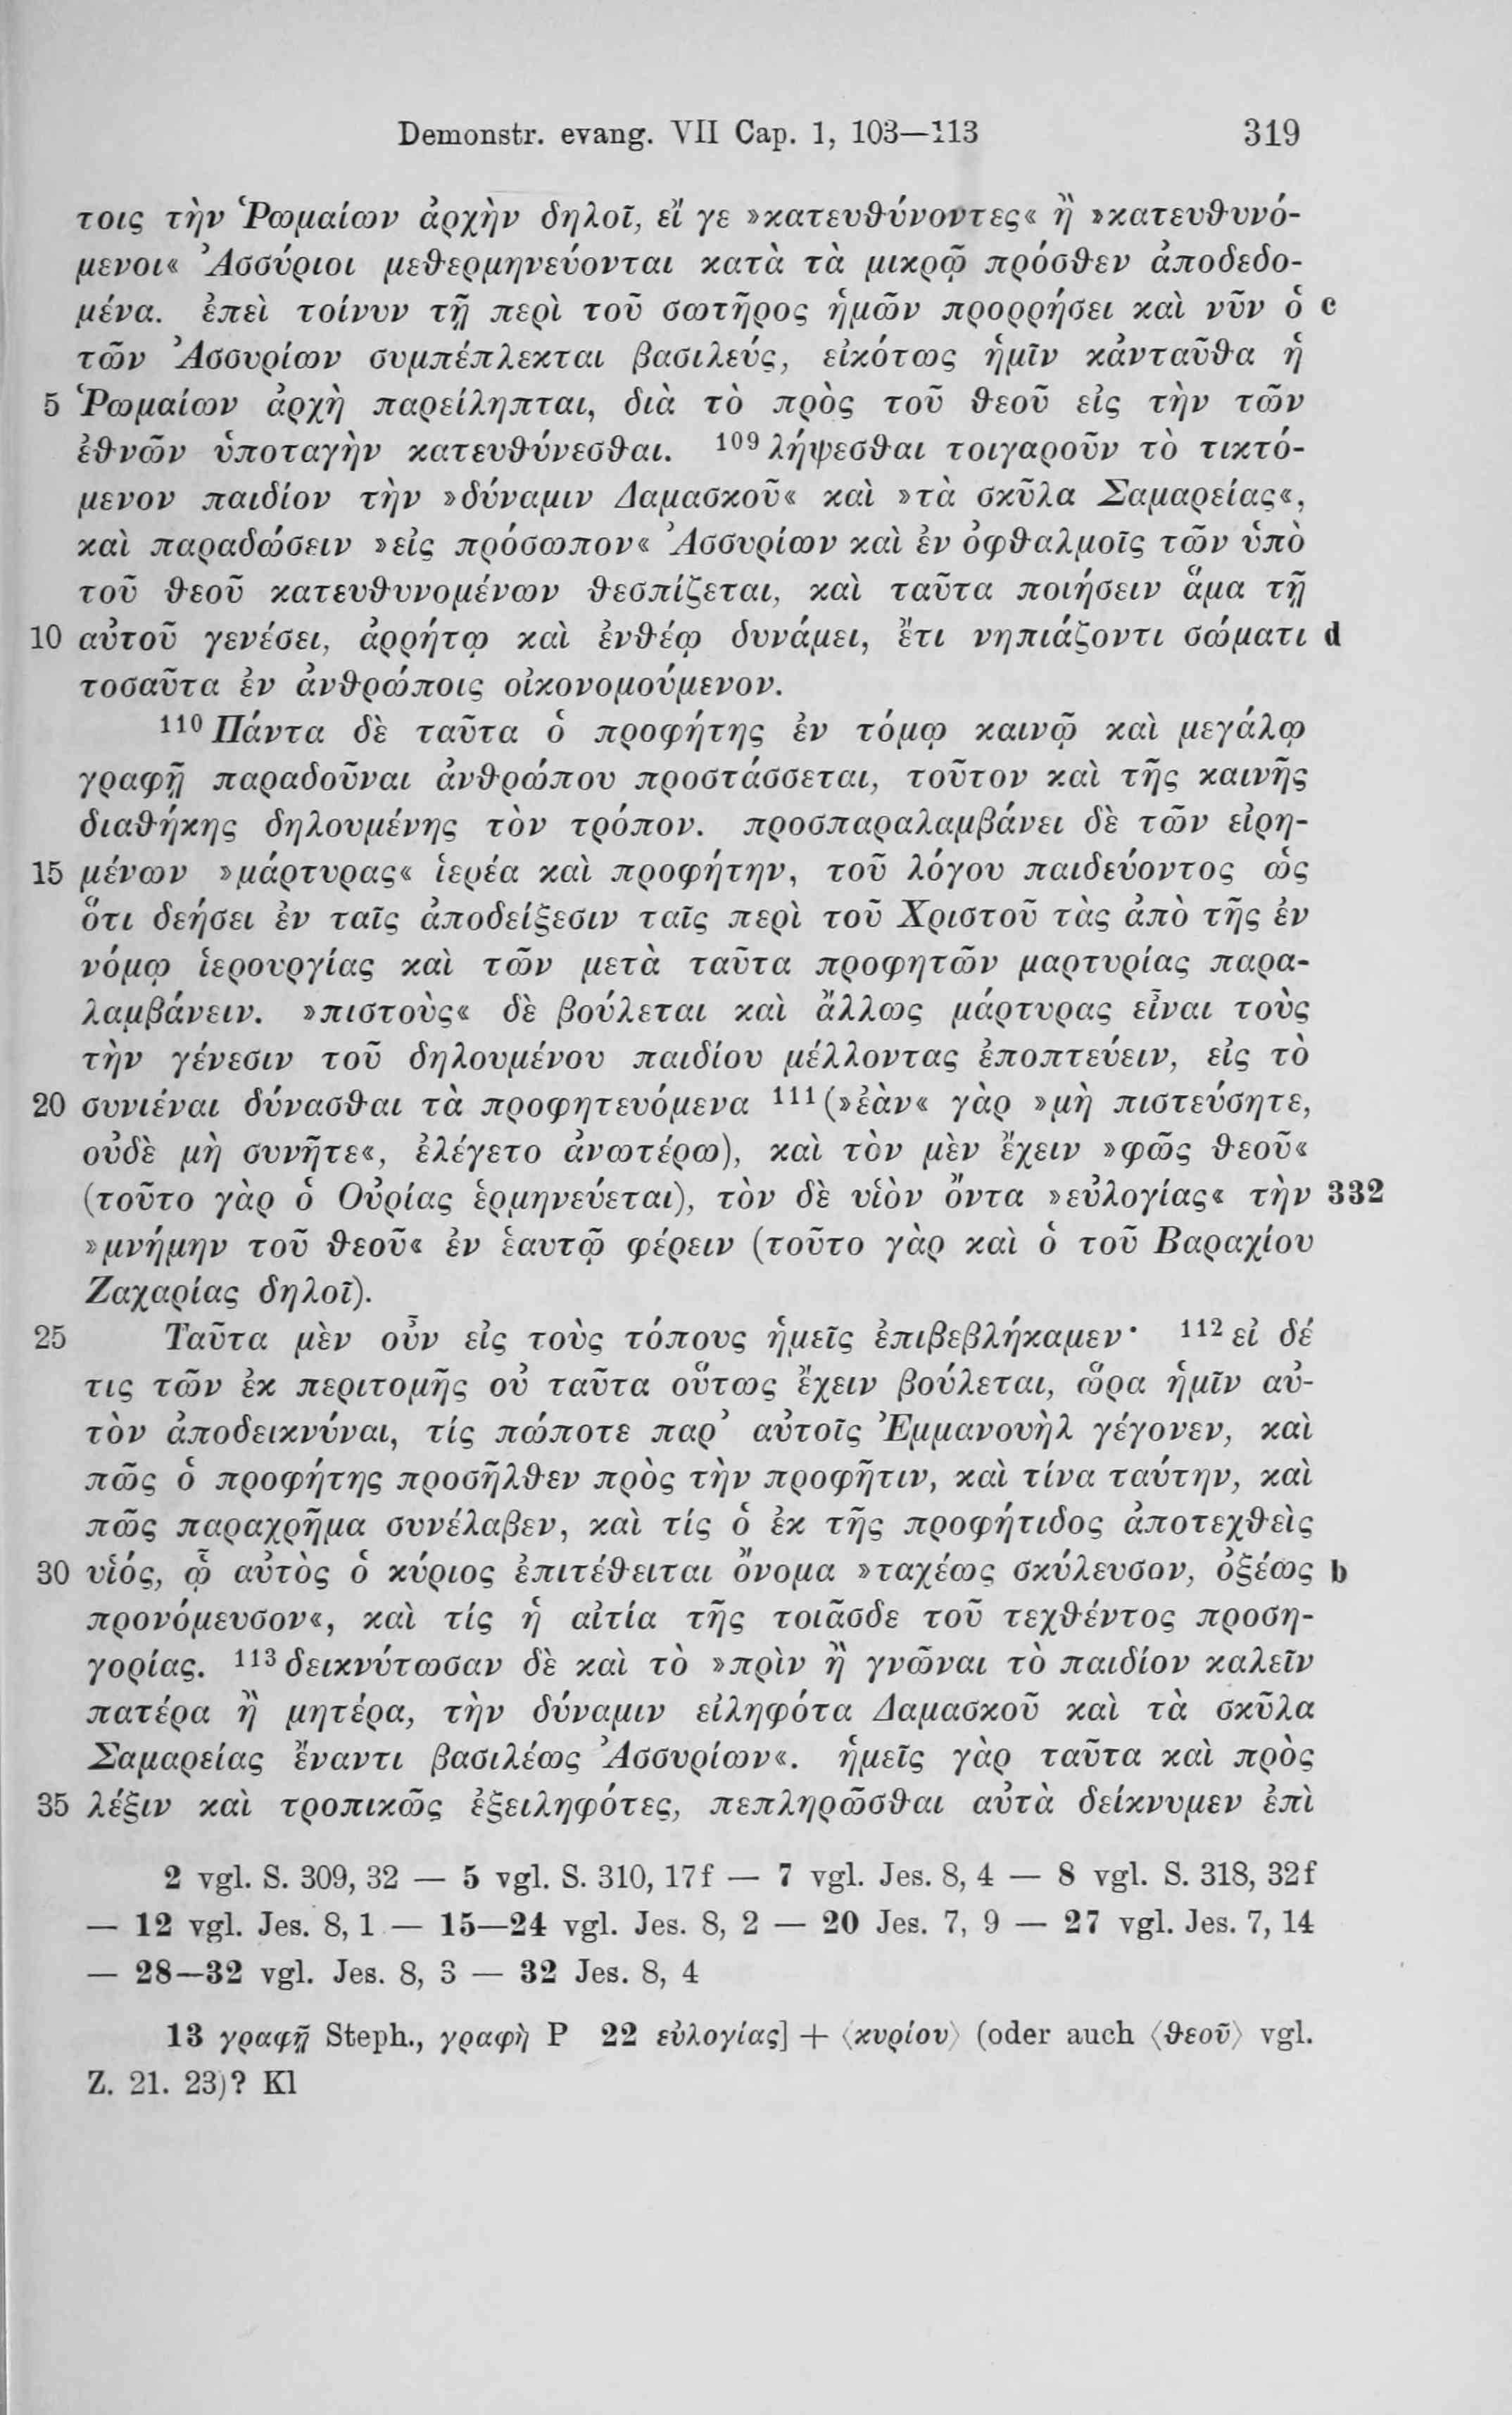 Demonstr. evang. VII Cap. 1, 103—113 319
τοις τὴν Ῥωμαίων ἀρχὴν δηλοῖ, εἴ γε »κατευθύνοντες« ἢ »κατευθυνό-
μενοι« Ἀσσύριοι μεθερμηνεύονται κατὰ τὰ μικρῷ πρόσθεν ἀποδεδο-
μένα. ἐπεὶ τοίνυν τῇ περὶ τοῦ σωτῆρος ἡμῶν προρρήσει καὶ νῦν ὁ c
τῶν Ἀσσυρίων συμπέπλεκται βασιλεύς, εἰκότως ἡμῖν κἀνταῦθα ἡ
5 Ῥωμαίων ἀρχὴ παρείληπται, διὰ τὸ πρὸς τοῦ θεοῦ εἰς τὴν τῶν
ἐθνῶν ὑποταγὴν κατευθύνεσθαι. 109 λήψεσθαι τοιγαροῦν τὸ τικτό-
μενον παιδίον τὴν »δύναμιν Δαμασκοῦ« καὶ »τὰ σκῦλα Σαμαρείας«,
καὶ παραδώσειν »εἰς πρόσωπον« Ἀσσυρίων καὶ ἐν ὀφθαλμοῖς τῶν ὑπὸ
τοῦ θεοῦ κατευθυνομένων θεσπίζεται, καὶ ταῦτα ποιήσειν ἅμα τῇ
10 αὐτοῦ γενέσει, ἀρρήτῳ καὶ ἐνθέῳ δυνάμει, ἔτι νηπιάζοντι σώματι d
τοσαῦτα ἐν ἀνθρώποις οἰκονομούμενον.
110 Πάντα δὲ ταῦτα ὁ προφήτης ἐν τόμῳ καινῷ καὶ μεγάλῳ
γραφῇ παραδοῦναι ἀνθρώπου προστάσσεται, τοῦτον καὶ τῆς καινῆς
διαθήκης δηλουμένης τὸν τρόπον. προσπαραλαμβάνει δὲ τῶν εἰρη-
15 μένων »μάρτυρας« ἱερέα καὶ προφήτην, τοῦ λόγου παιδεύοντος ὡς
ὅτι δεήσει ἐν ταῖς ἀποδείξεσιν ταῖς περὶ τοῦ Χριστοῦ τὰς ἀπὸ τῆς ἐν
νόμῳ ἱερουργίας καὶ τῶν μετὰ ταῦτα προφητῶν μαρτυρίας παρα-
λαμβάνειν. »πιστοὺς« δὲ βούλεται καὶ ἄλλως μάρτυρας εἶναι τοὺς
τὴν γένεσιν τοῦ δηλουμένου παιδίου μέλλοντας ἐποπτεύειν, εἰς τὸ
20 συνιέναι δύνασθαι τὰ προφητευόμενα 111 (»ἐὰν« γὰρ »μὴ πιστεύσητε,
οὐδὲ μὴ συνῆτε«, ἐλέγετο ἀνωτέρω), καὶ τὸν μὲν ἔχειν »φῶς θεοῦ«
(τοῦτο γὰρ ὁ Οὐρίας ἑρμηνεύεται), τὸν δὲ υἱὸν ὄντα »εὐλογίας« τὴν 332
»μνήμην τοῦ θεοῦ« ἐν ἑαυτῷ φέρειν (τοῦτο γὰρ καὶ ὁ τοῦ Βαραχίου
Ζαχαρίας δηλοῖ).
25 Ταῦτα μὲν οὖν εἰς τοὺς τόπους ἡμεῖς ἐπιβεβλήκαμεν· 112 εἰ δέ
τις τῶν ἐκ περιτομῆς οὐ ταῦτα οὕτως ἔχειν βούλεται, ὥρα ἡμῖν αὐ-
τὸν ἀποδεικνύναι, τίς πώποτε παρ’ αὐτοῖς Ἐμμανουὴλ γέγονεν, καὶ
πῶς ὁ προφήτης προσῆλθεν πρὸς τὴν προφῆτιν, καὶ τίνα ταύτην, καὶ
πῶς παραχρῆμα συνέλαβεν, καὶ τίς ὁ ἐκ τῆς προφήτιδος ἀποτεχθεὶς
30 υἱός, ᾧ αὐτὸς ὁ κύριος ἐπιτέθειται ὄνομα »ταχέως σκύλευσον, ὀξέως b
προνόμευσον«, καὶ τίς ἡ αἰτία τῆς τοιᾶσδε τοῦ τεχθέντος προση-
γορίας. 113 δεικνύτωσαν δὲ καὶ τὸ »πρὶν ἢ γνῶναι τὸ παιδίον καλεῖν
πατέρα ἢ μητέρα, τὴν δύναμιν εἰληφότα Δαμασκοῦ καὶ τὰ σκῦλα
Σαμαρείας ἔναντι βασιλέως Ἀσσυρίων«. ἡμεῖς γὰρ ταῦτα καὶ πρὸς
35 λέξιν καὶ τροπικῶς ἐξειληφότες, πεπληρῶσθαι αὐτὰ δείκνυμεν ἐπὶ
2 vgl. S. 309, 32 — 5 vgl. S. 310, 17f — 7 vgl. Jes. 8, 4 — 8 vgl. S. 318, 32f
— 12 vgl. Jes. 8, 1 — 15—24 vgl. Jes. 8, 2 — 20 Jes. 7, 9 — 27 vgl. Jes. 7, 14
— 28—32 vgl. Jes. 8, 3 — 32 Jes. 8, 4
13 γραφῇ Steph., γραφὴ P 22 εὐλογίας] + ⟨κυρίου⟩ (oder auch ⟨θεοῦ⟩ vgl.
Z. 21. 23)? Kl